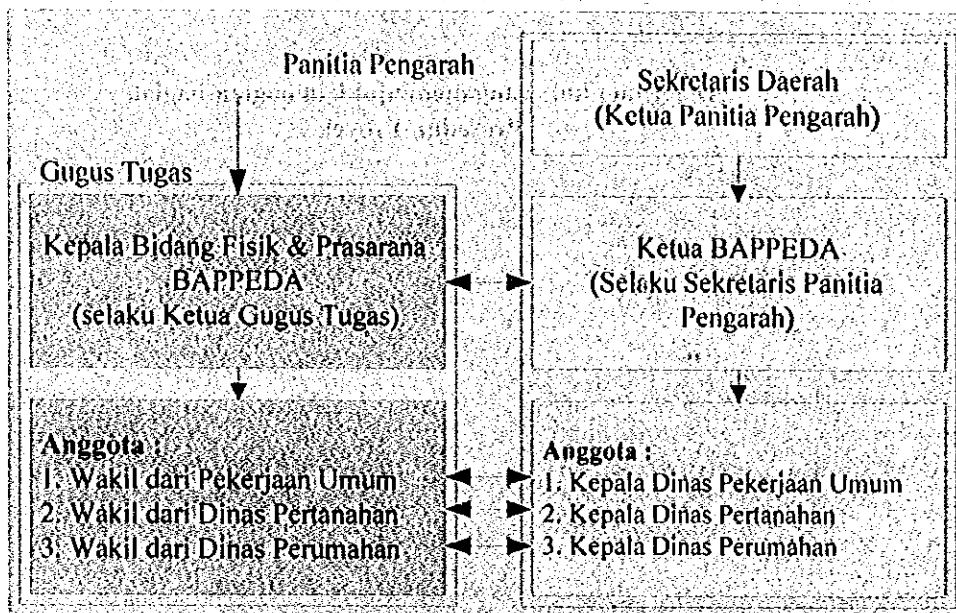 Panitia Pengarah
Sekretaris Daerah
(Ketua Panitia Pengarah)
Gugus Tugas
Kepala Bidang Fisik & Prasarana
BAPPEDA
(selaku Ketua Gugus Tugas)
Ketua BAPPEDA
(Selaku Sekretaris Panitia
Pengarah)
Anggota :
1. Wakil dari Pekerjaan Umum
2. Wakil dari Dinas Pertanahan
3. Wakil dari Dinas Perumahan
Anggota :
1. Kepala Dinas Pekerjaan Umum
2. Kepala Dinas Pertanahan
3. Kepala Dinas Perumahan